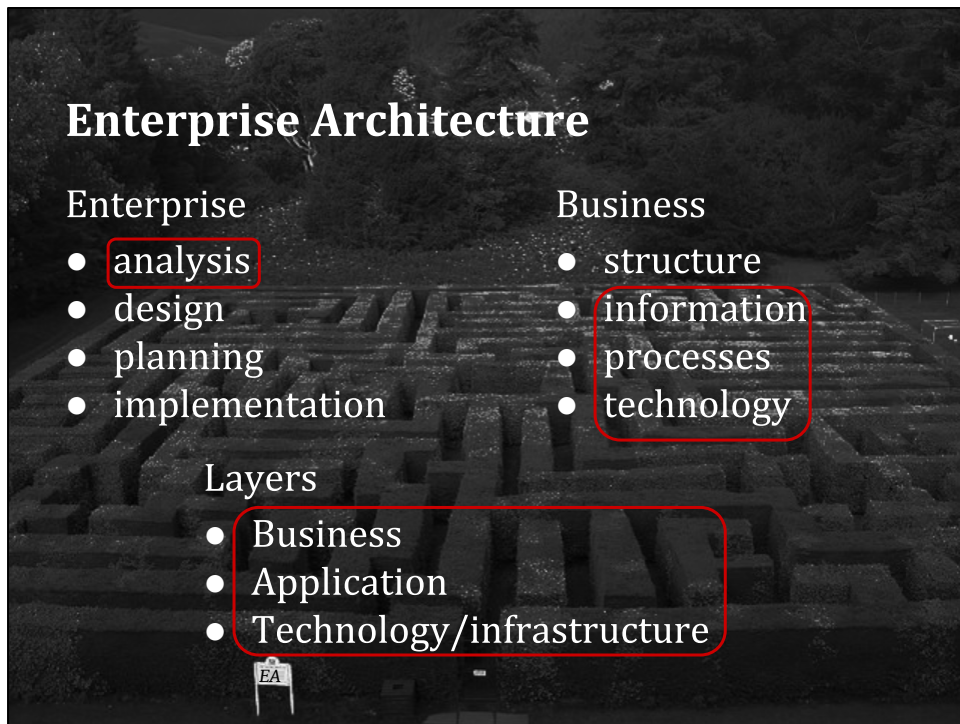 Enterprise Architecture
Enterprise
● analysis
● design
● planning
● implementation
Business
● structure
● information
● processes
● technology
Layers
● Business
● Application
● Technology/infrastructure
EA